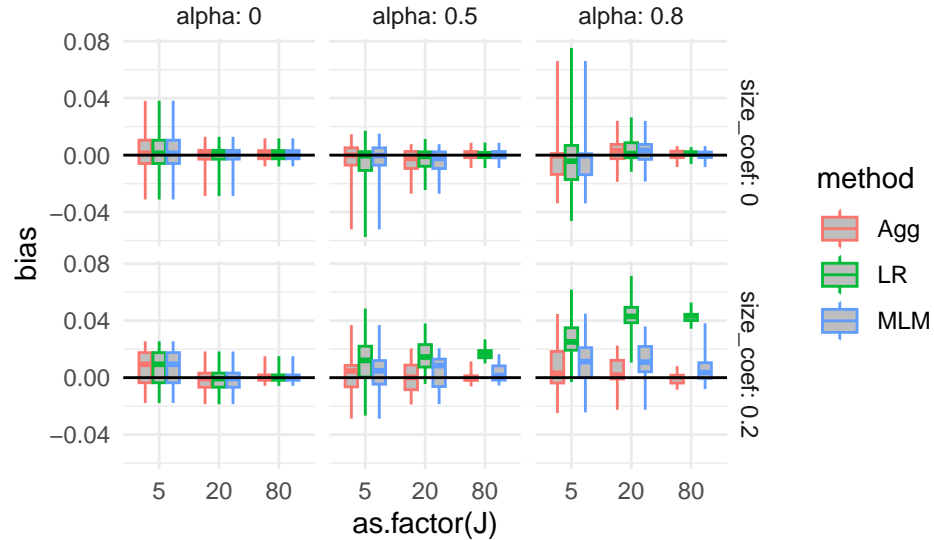 alpha: 0 alpha: 0.5 alpha: 0.8
0.08
0.04
0.00
−0.04
size_coef: 0
0.08
0.04
0.00
−0.04
size_coef: 0.2
bias
5 20 80 5 20 80 5 20 80
as.factor(J)
method
Agg
LR
MLM